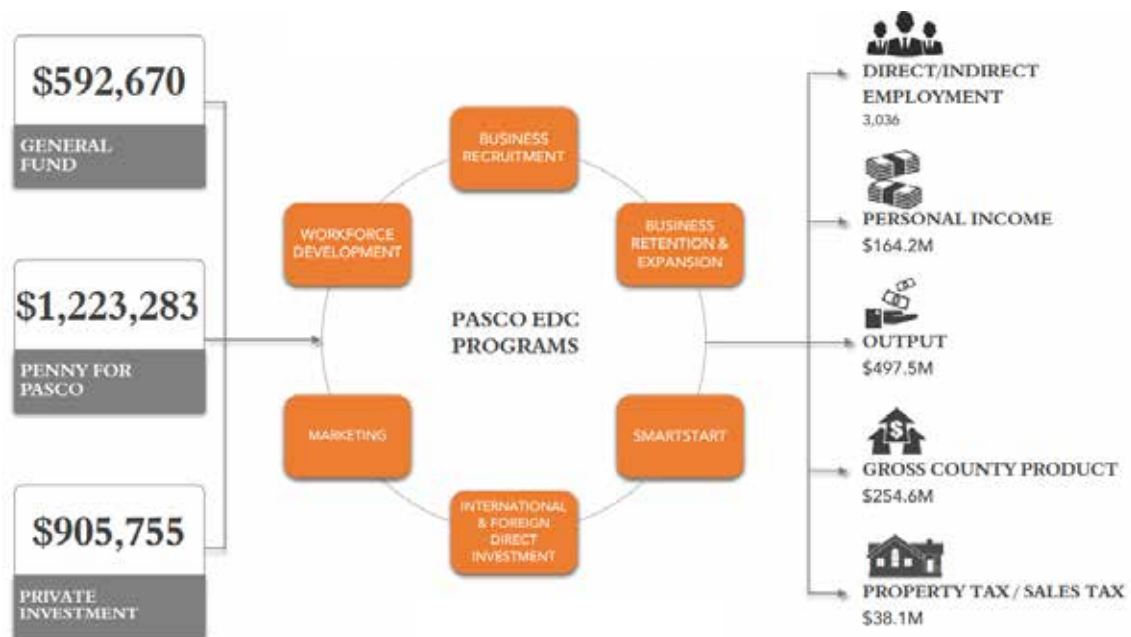 $592,670
GENERAL
FUND
$1,223,283
PENNY FOR
PASCO
$905,755
PRIVATE
INVESTMENT
BUSINESS
RECRUITMENT
WORKFORCE
DEVELOPMENT
BUSINESS
RETENTION &
EXPANSION
PASCO EDC
PROGRAMS
MARKETING
SMARTSTART
INTERNATIONAL
& FOREIGN
DIRECT
INVESTMENT
DIRECT/INDIRECT
EMPLOYMENT
3,036
PERSONAL INCOME
$164.2M
OUTPUT
$497.5M
$
GROSS COUNTY PRODUCT
$254.6M
PROPERTY TAX / SALES TAX
$38.1M